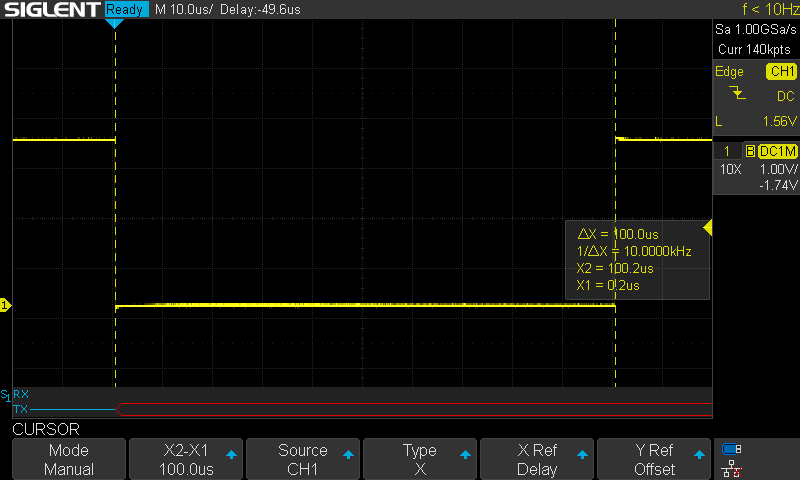 SIGLENT Ready M 10.0us/ Delay:-49.6us f < 10Hz
Sa 1.00GSa/s
Curr 140kpts
Edge CH1
DC
L 1.56V
1 B DC1M
10X 1.00V/
-1.74V
ΔX = 100.0us
1/ΔX = 10.0000kHz
X2 = 100.2us
X1 = 0.2us
1
S1 RX
TX
CURSOR
Mode X2-X1 Source Type X Ref Y Ref
Manual 100.0us CH1 X Delay Offset